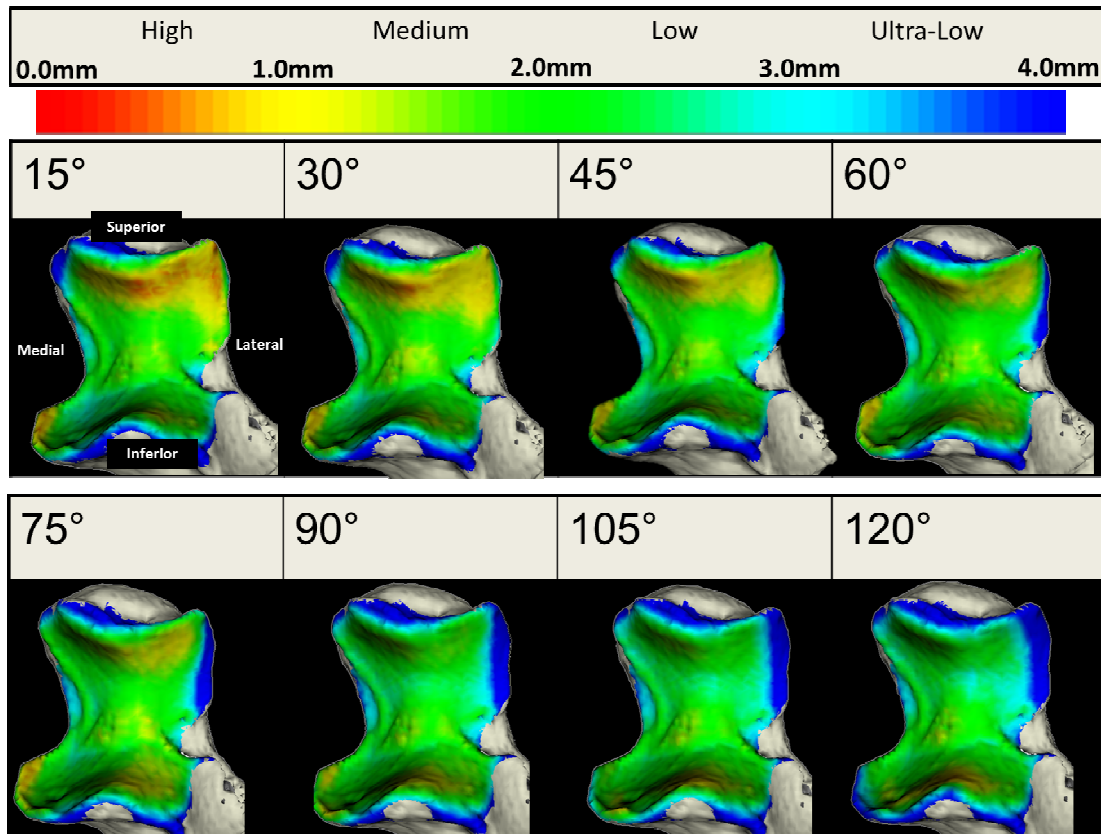 High Medium Low Ultra-Low
0.0mm 1.0mm 2.0mm 3.0mm 4.0mm
15° 30° 45° 60°
Superior
Medial
Lateral
Inferior
75° 90° 105° 120°